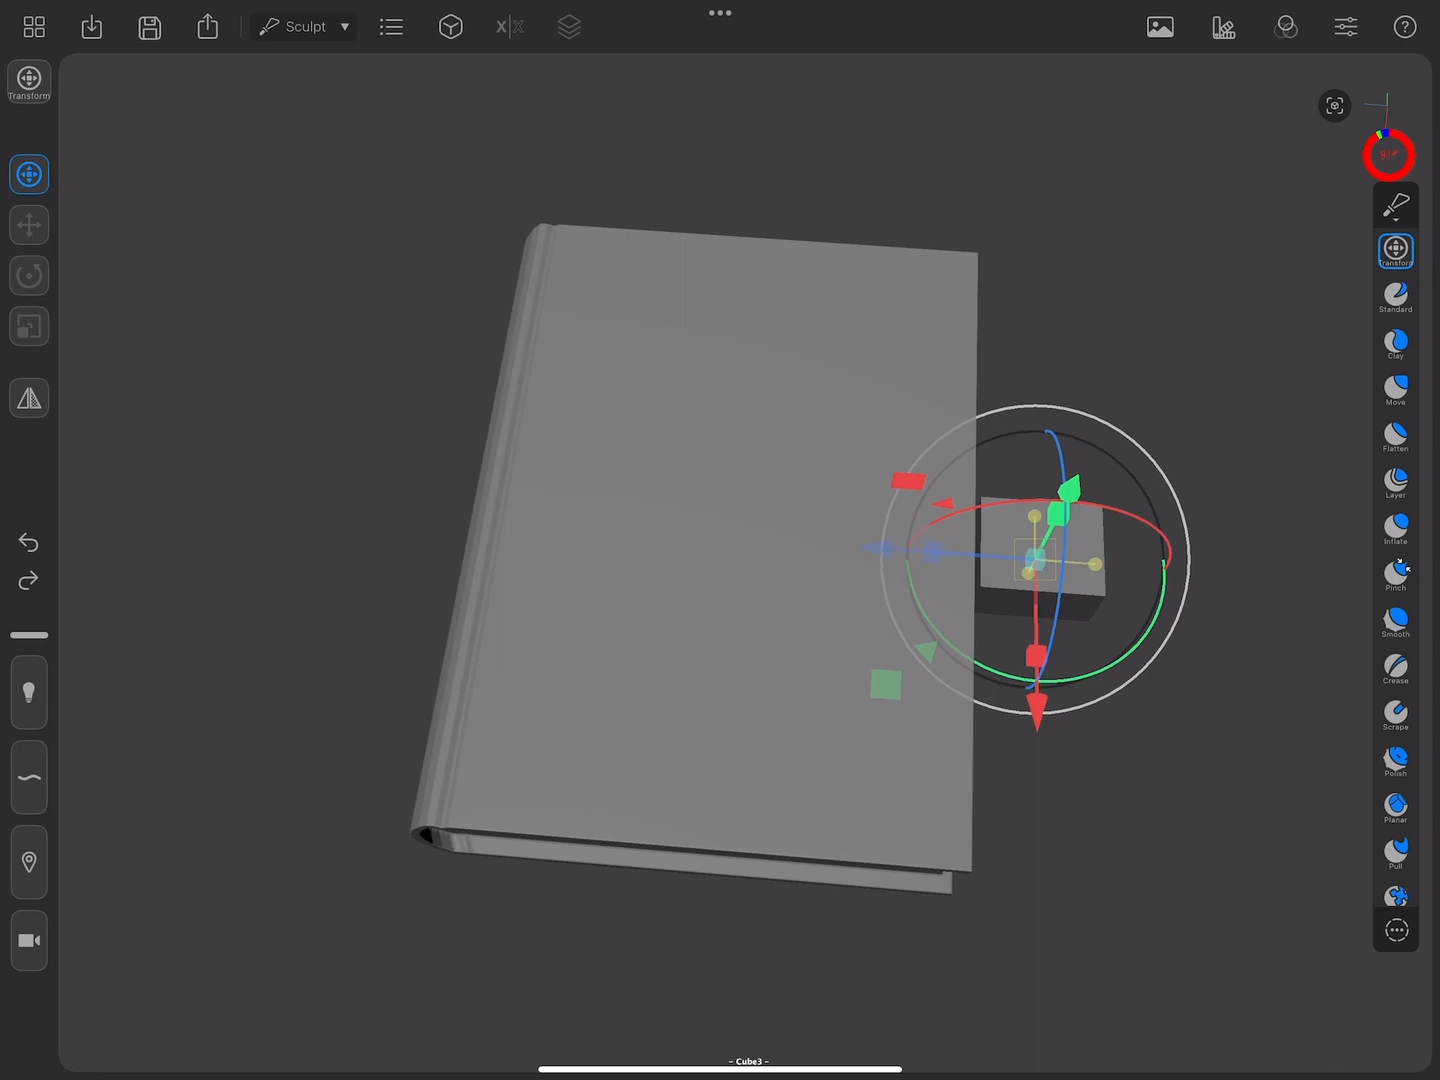 Sculpt
Transform
Transform
Standard
Clay
Move
Flatten
Layer
Inflate
Pinch
Smooth
Crease
Scrape
Polish
Planar
Pull
- Cube3 -